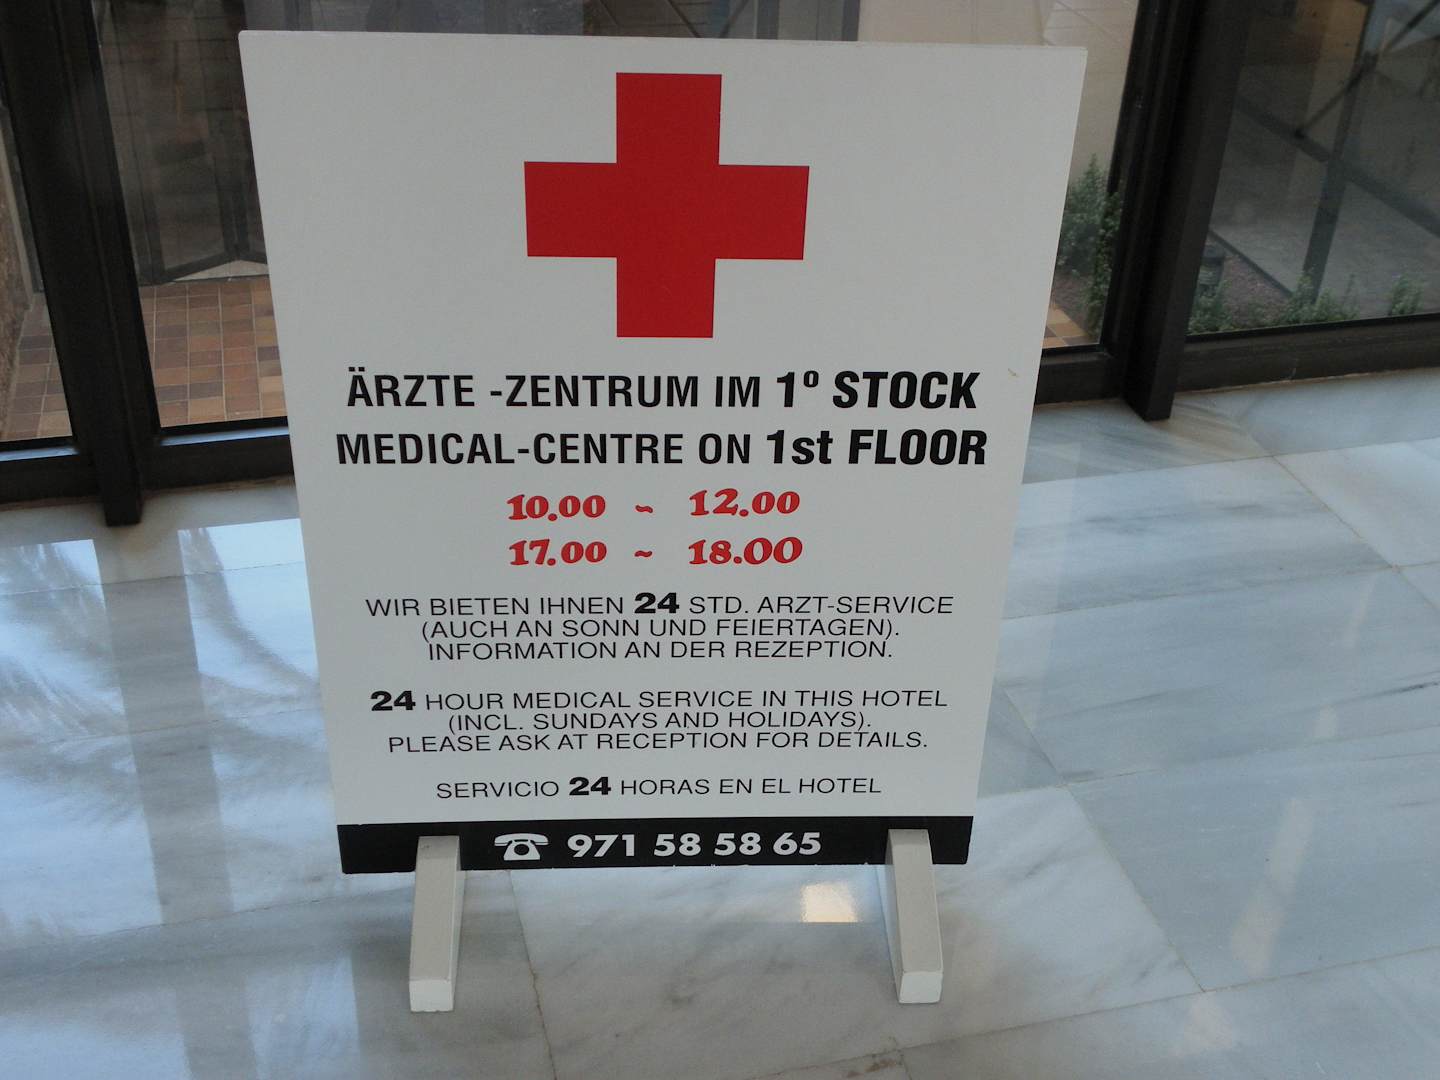 ÄRZTE -ZENTRUM IM 1º STOCK
MEDICAL-CENTRE ON 1st FLOOR
10.00 ~ 12.00
17.00 ~ 18.00
WIR BIETEN IHNEN 24 STD. ARZT-SERVICE
(AUCH AN SONN UND FEIERTAGEN).
INFORMATION AN DER REZEPTION.
24 HOUR MEDICAL SERVICE IN THIS HOTEL
(INCL. SUNDAYS AND HOLIDAYS).
PLEASE ASK AT RECEPTION FOR DETAILS.
SERVICIO 24 HORAS EN EL HOTEL
971 58 58 65